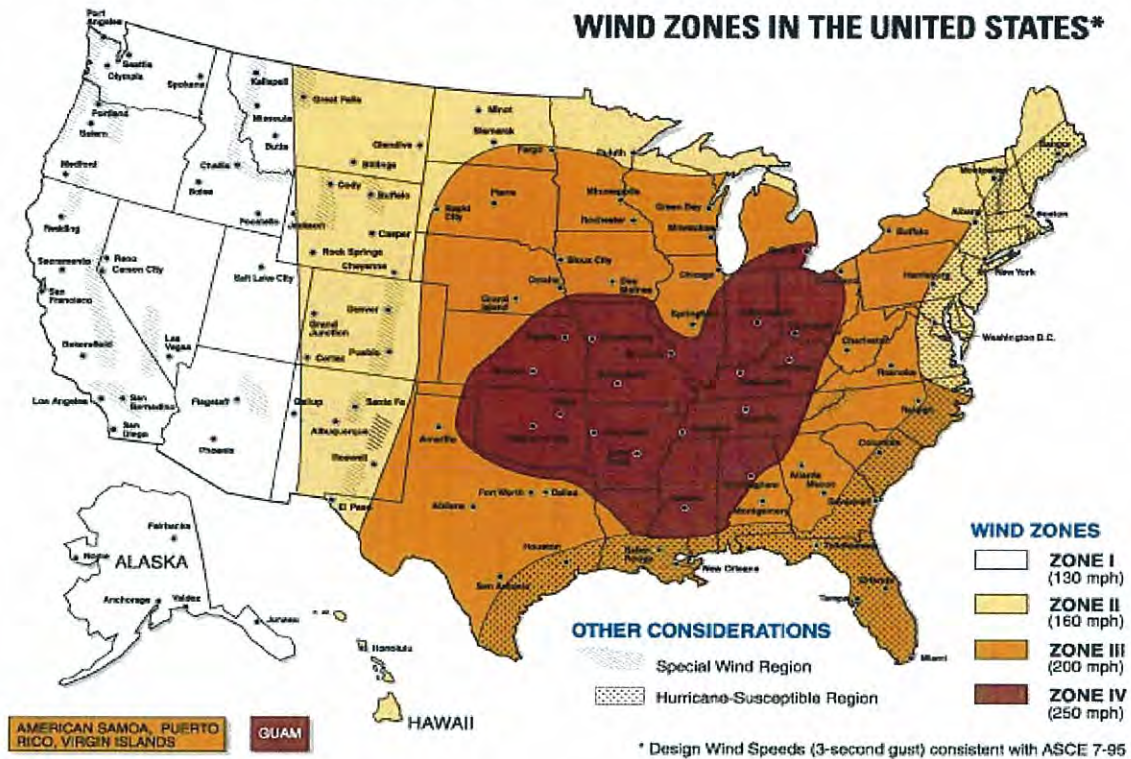 WIND ZONES IN THE UNITED STATES*
Port
Angeles
Seattle
Olympia
Spokane
Kalispell
Great Falls
Minot
Bismarck
Fargo
Duluth
Portland
Salem
Missoula
Butte
Glendive
Billings
Medford
Challis
Boise
Cody
Buffalo
Pierre
Rapid
City
Minneapolis
Rochester
Green Bay
Milwaukee
Montpelier
Bangor
Albany
Boston
Buffalo
Pocatello
Jackson
Casper
Redding
Rock Springs
Cheyenne
Sioux City
Des
Moines
Chicago
Harrisburg
New York
Sacramento
Reno
Carson City
Salt Lake City
San
Francisco
Omaha
Grand
Island
Springfield
Denver
Grand
Junction
Washington D.C.
Las
Vegas
Bakersfield
Cortez
Pueblo
Charleston
Roanoke
Los Angeles
San
Bernadino
Flagstaff
Gallup
Santa Fe
Albuquerque
Amarillo
Raleigh
San
Diego
Phoenix
Roswell
Columbia
Atlanta
Macon
Savannah
El Paso
Fort Worth
Dallas
Abilene
Montgomery
Fairbanks
Nome
ALASKA
Houston
Baton
Rouge
New Orleans
San Antonio
Orlando
Tampa
Miami
Anchorage
Valdez
Juneau
Honolulu
HAWAII
WIND ZONES
ZONE I
(130 mph)
ZONE II
(160 mph)
ZONE III
(200 mph)
ZONE IV
(250 mph)
OTHER CONSIDERATIONS
Special Wind Region
Hurricane-Susceptible Region
AMERICAN SAMOA, PUERTO
RICO, VIRGIN ISLANDS
GUAM
* Design Wind Speeds (3-second gust) consistent with ASCE 7-95